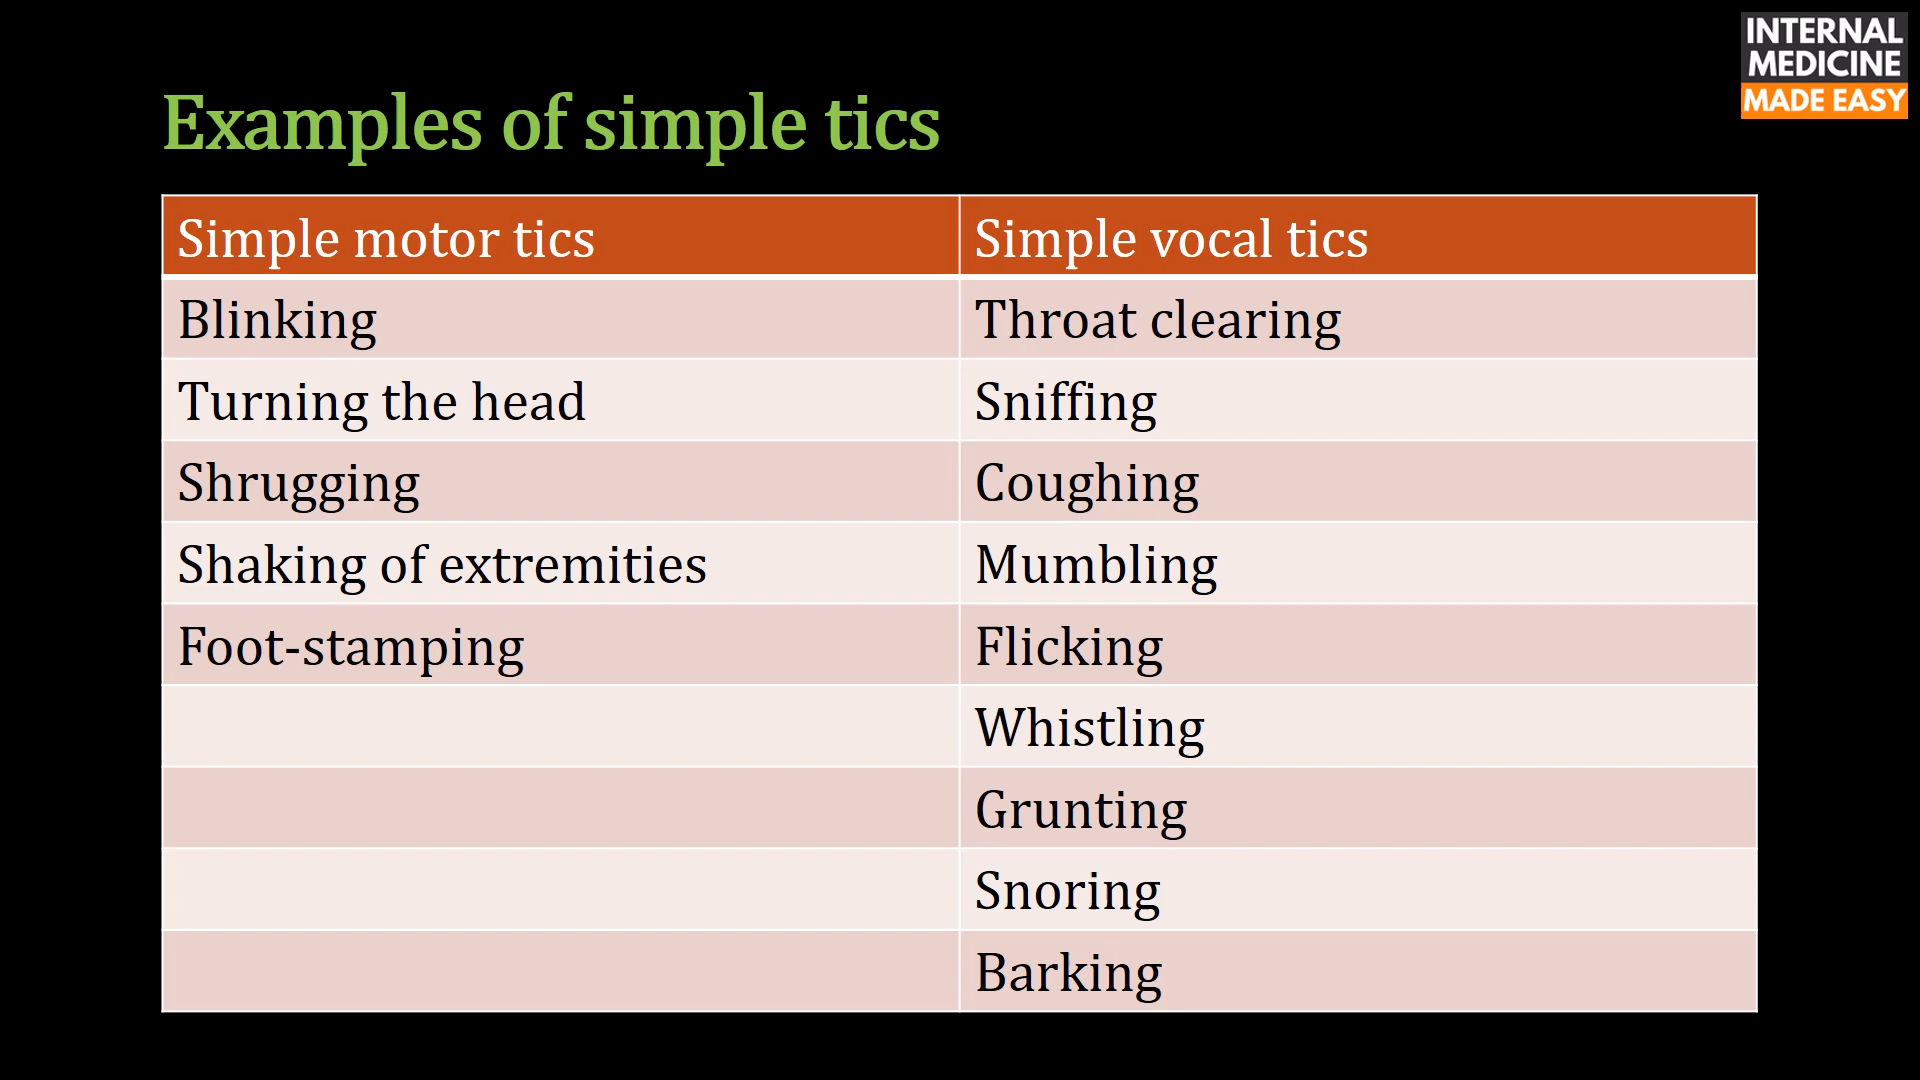 INTERNAL
MEDICINE
MADE EASY
Examples of simple tics
Simple motor tics Simple vocal tics
Blinking Throat clearing
Turning the head Sniffing
Shrugging Coughing
Shaking of extremities Mumbling
Foot-stamping Flicking
Whistling
Grunting
Snoring
Barking